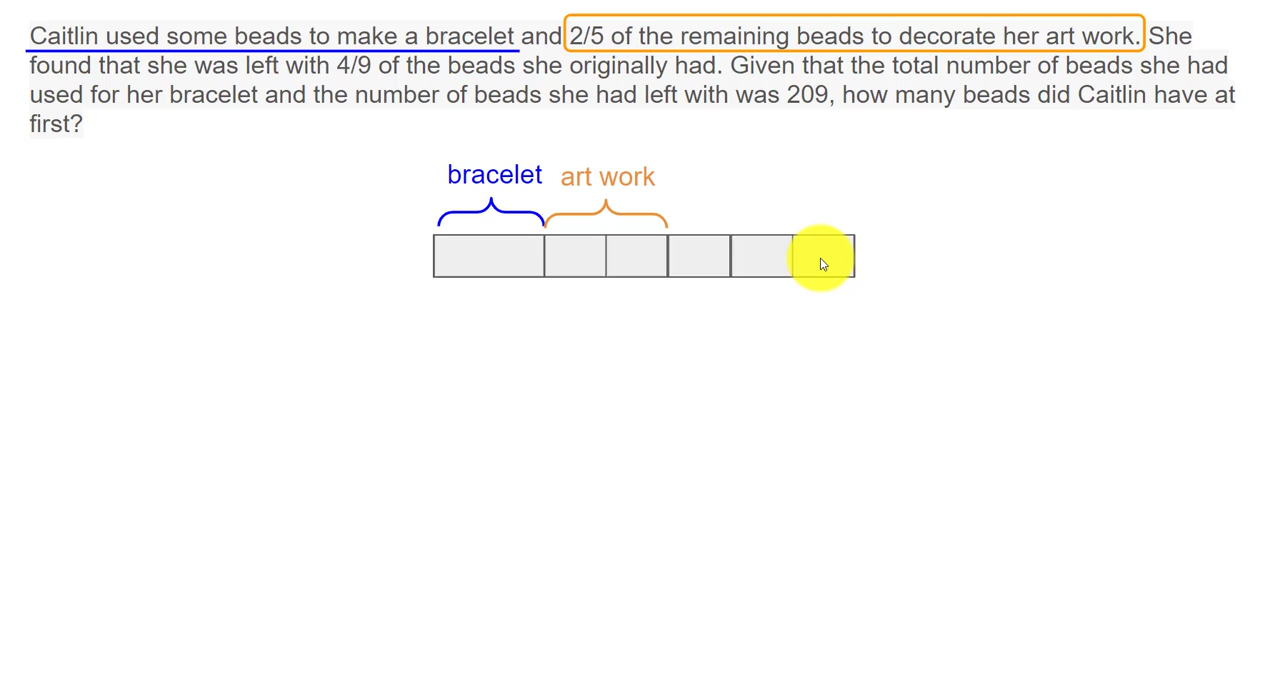 Caitlin used some beads to make a bracelet and 2/5 of the remaining beads to decorate her art work. She
found that she was left with 4/9 of the beads she originally had. Given that the total number of beads she had
used for her bracelet and the number of beads she had left with was 209, how many beads did Caitlin have at
first?
bracelet art work